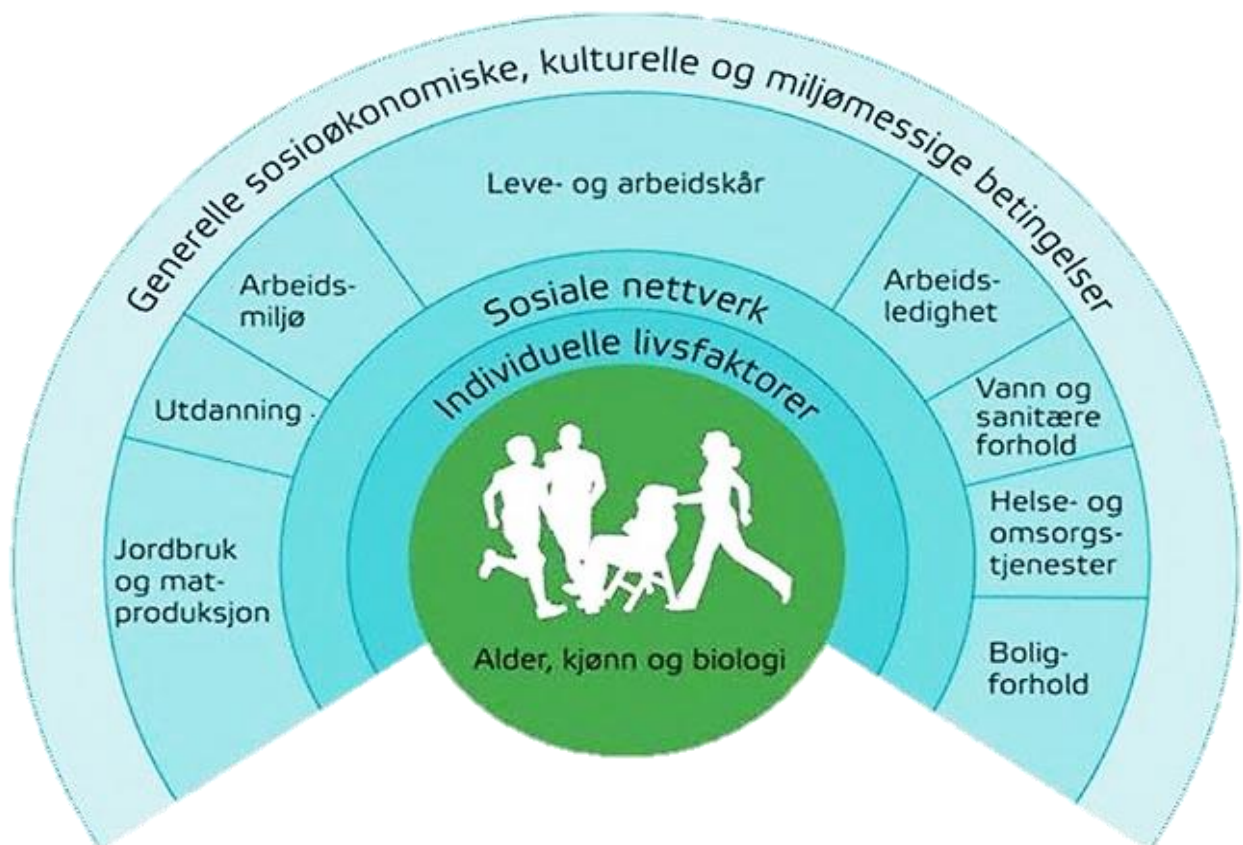 Generelle sosioøkonomiske, kulturelle og miljømessige betingelser
Leve- og arbeidskår
Arbeids-
miljø
Utdanning
Jordbruk
og mat-
produksjon
Arbeids-
ledighet
Vann og
sanitære
forhold
Helse- og
omsorgs-
tjenester
Bolig-
forhold
Sosiale nettverk
Individuelle livsfaktorer
Alder, kjønn og biologi